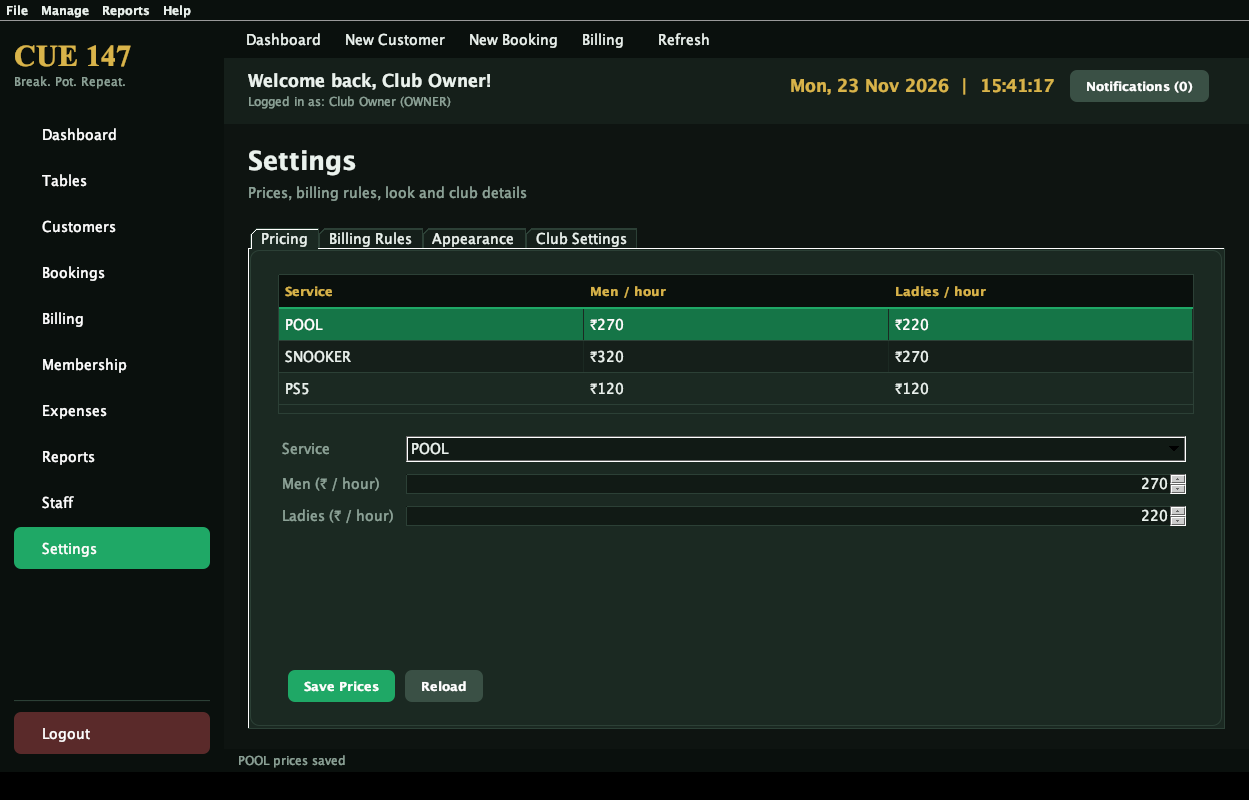 File Manage Reports Help
CUE 147
Break. Pot. Repeat.
Dashboard New Customer New Booking Billing Refresh
Welcome back, Club Owner!
Logged in as: Club Owner (OWNER)
Mon, 23 Nov 2026 | 15:41:17
Notifications (0)
Dashboard
Tables
Customers
Bookings
Billing
Membership
Expenses
Reports
Staff
Settings
Logout
Settings
Prices, billing rules, look and club details
Pricing Billing Rules Appearance Club Settings
Service Men / hour Ladies / hour
POOL ₹270 ₹220
SNOOKER ₹320 ₹270
PS5 ₹120 ₹120
Service POOL
Men (₹ / hour) 270
Ladies (₹ / hour) 220
Save Prices Reload
POOL prices saved